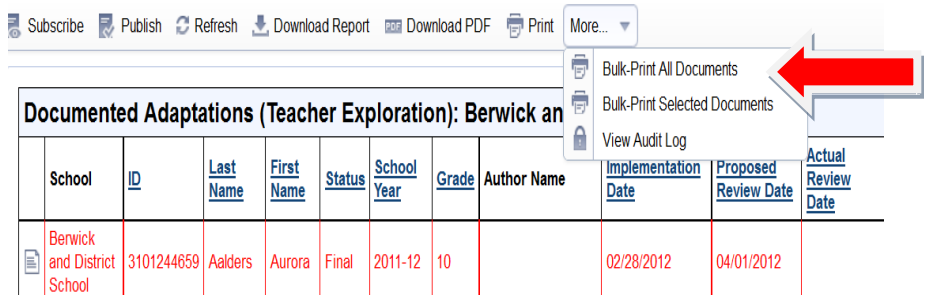 Subscribe Publish Refresh Download Report PDF Download PDF Print More...
Bulk-Print All Documents
Bulk-Print Selected Documents
View Audit Log
Documented Adaptations (Teacher Exploration): Berwick an
School ID Last Name First Name Status School Year Grade Author Name Implementation Date Proposed Review Date Actual Review Date
Berwick and District School 3101244659 Aalders Aurora Final 2011-12 10 02/28/2012 04/01/2012